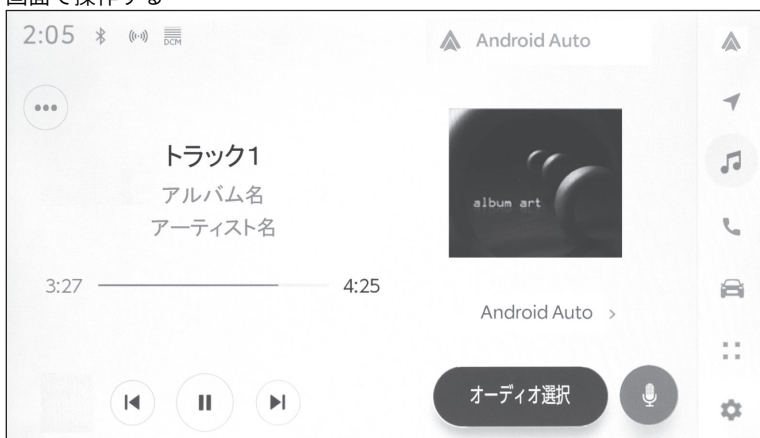 画面で操作する
2:05
DCM
Android Auto
トラック1
アルバム名
アーティスト名
album art
3:27
4:25
Android Auto >
オーディオ選択